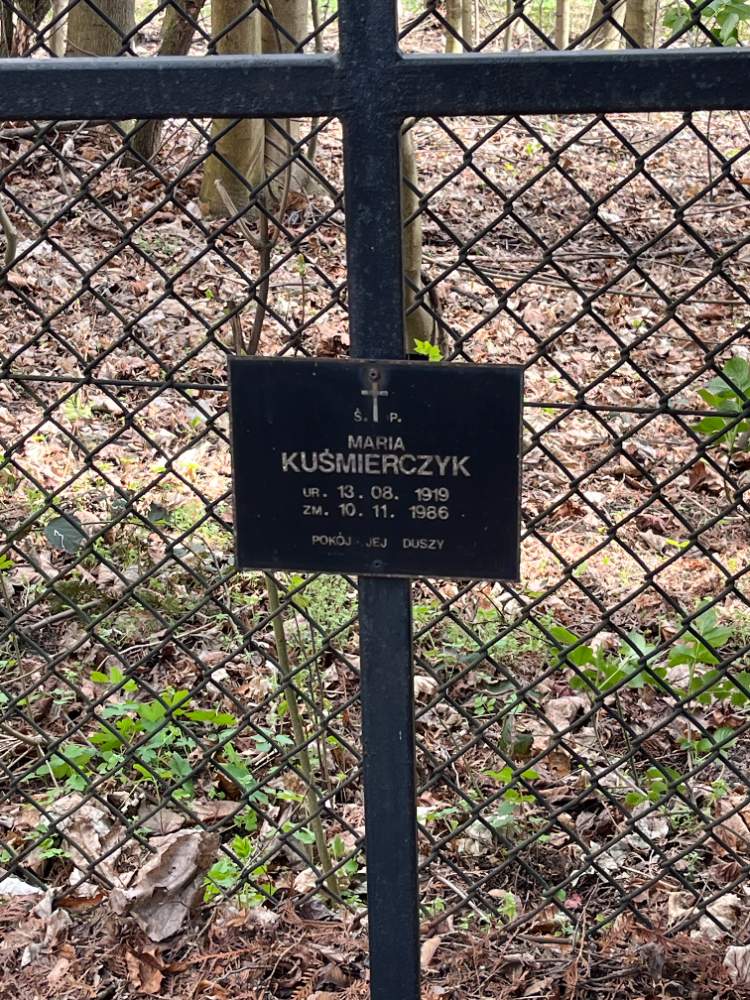 Ś. P.
MARIA
KUŚMIERCZYK
UR. 13. 08. 1919
ZM. 10. 11. 1986
POKÓJ JEJ DUSZY